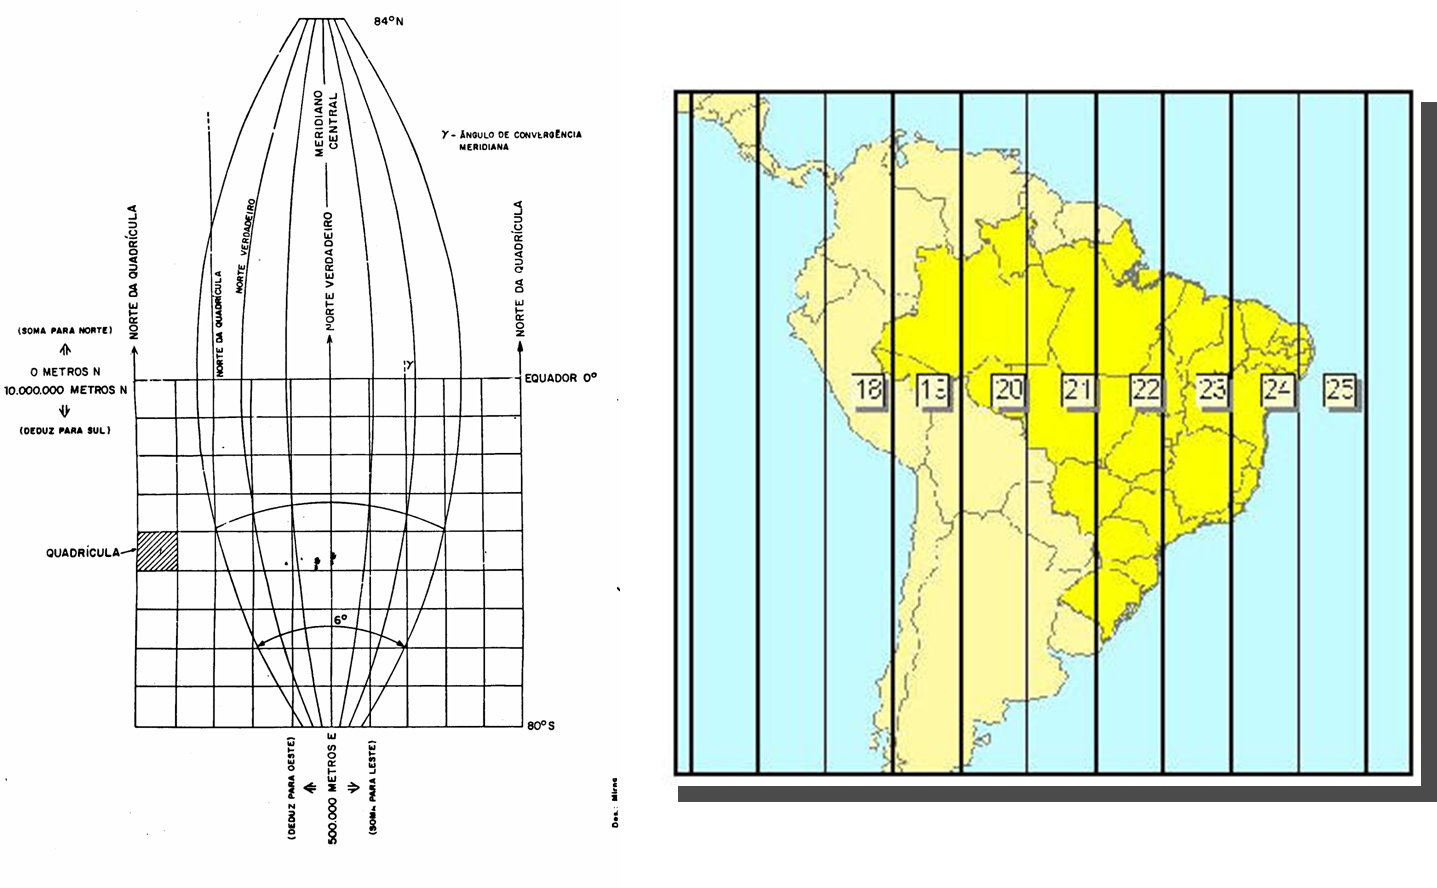 84°N
MERIDIANO
CENTRAL
γ - ÂNGULO DE CONVERGÊNCIA
MERIDIANA
NORTE DA QUADRÍCULA
NORTE DA QUADRÍCULA
NORTE VERDADEIRO
NORTE VERDADEIRO
NORTE DA QUADRÍCULA
(SOMA PARA NORTE)
0 METROS N
10.000.000 METROS N
(DEDUZ PARA SUL)
γ
EQUADOR 0°
QUADRÍCULA
6°
80°S
(DEDUZ PARA OESTE)
500.000 METROS E
(SOMA PARA LESTE)
Des.: Mirna
18
19
20
21
22
23
24
25